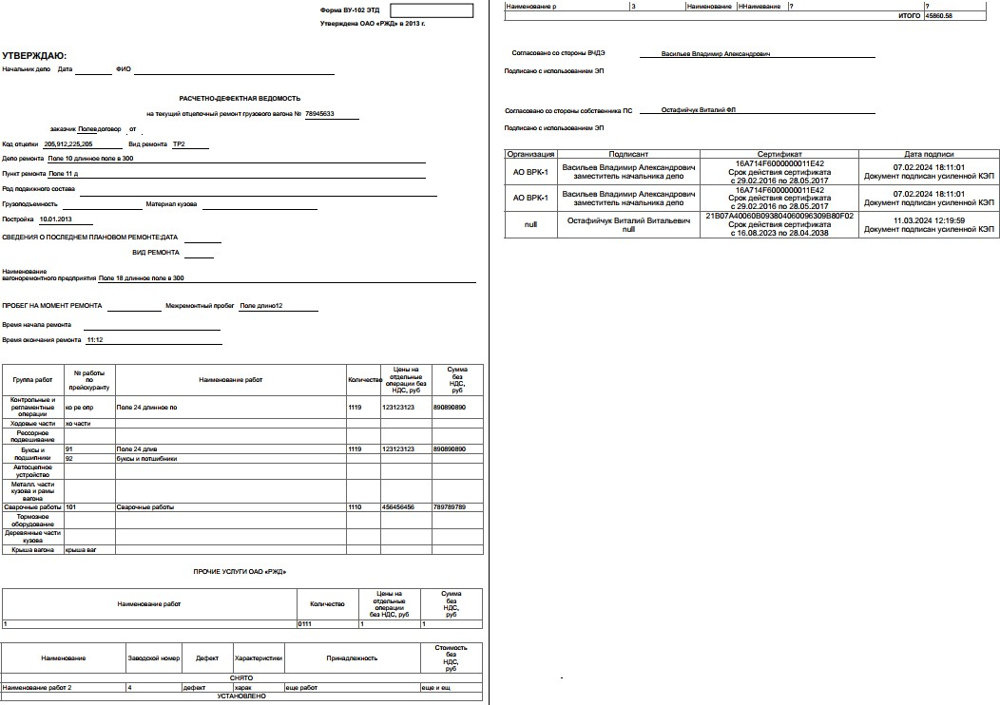 Форма ВУ-102 ЭТД
Утверждена ОАО «РЖД» в 2013 г.
УТВЕРЖДАЮ:
Начальник депо Дата ФИО
РАСЧЕТНО-ДЕФЕКТНАЯ ВЕДОМОСТЬ
на текущий отцепочный ремонт грузового вагона № 78945633
заказчик Полев договор от
Код отцепки 205,912,225,205 Вид ремонта ТР2
Депо ремонта Поле 10 длинное поле в 300
Пункт ремонта Поле 11 д
Род подвижного состава
Грузоподъемность Материал кузова
Постройка 10.01.2013
СВЕДЕНИЯ О ПОСЛЕДНЕМ ПЛАНОВОМ РЕМОНТЕ:ДАТА
ВИД РЕМОНТА
Наименование
вагоноремонтного предприятия Поле 18 длинное поле в 300
ПРОБЕГ НА МОМЕНТ РЕМОНТА Межремонтный пробег Поле длино12
Время начала ремонта
Время окончания ремонта 11:12
Группа работ № работы по прейскуранту Наименование работ Количество Цены на отдельные операции без НДС, руб Сумма без НДС, руб
Контрольные и регламентные операции ко ре опр Поле 24 длинное по 1119 123123123 890890890
Ходовые части хо части
Рессорное подвешивание
Буксы и подшипники 91 Поле 24 длив 1119 123123123 890890890
92 буксы и потшибники
Автосцепное устройство
Металл. части кузова и рамы вагона
Сварочные работы 101 Сварочные работы 1110 456456456 789789789
Тормозное оборудование
Деревянные части кузова
Крыша вагона крыша ваг
ПРОЧИЕ УСЛУГИ ОАО «РЖД»
Наименование работ Количество Цены на отдельные операции без НДС, руб Сумма без НДС, руб
1 0111 1 1
Наименование Заводской номер Дефект Характеристики Принадлежность Стоимость без НДС, руб
СНЯТО
Наименование работ 2 4 дефект харак еще работ еще и ещ
УСТАНОВЛЕНО
Наименование р 3 Наименование ННаимевание ? ?
ИТОГО 45860.58
Согласовано со стороны ВЧДЭ Васильев Владимир Александрович
Подписано с использованием ЭП
Согласовано со стороны собственника ПС Остафийчук Виталий ФЛ
Подписано с использованием ЭП
Организация Подписант Сертификат Дата подписи
АО ВРК-1 Васильев Владимир Александрович заместитель начальника депо 16A714F6000000011E42 Срок действия сертификата с 29.02.2016 по 28.05.2017 07.02.2024 18:11:01 Документ подписан усиленной КЭП
АО ВРК-1 Васильев Владимир Александрович заместитель начальника депо 16A714F6000000011E42 Срок действия сертификата с 29.02.2016 по 28.05.2017 07.02.2024 18:11:01 Документ подписан усиленной КЭП
null Остафийчук Виталий Витальевич null 21B07A40060B093804060096309B80F02 Срок действия сертификата с 16.08.2023 по 28.04.2038 11.03.2024 12:19:59 Документ подписан усиленной КЭП